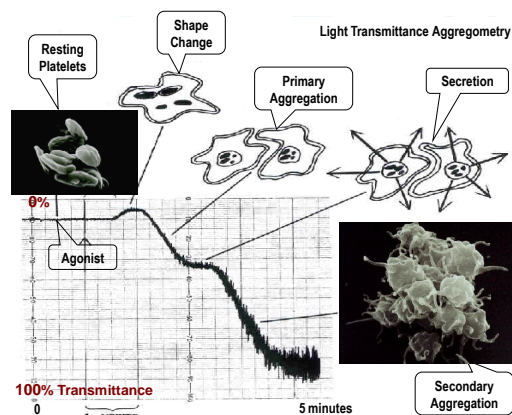 Light Transmittance Aggregometry
Shape
Change
Resting
Platelets
Primary
Aggregation
Secretion
0%
Agonist
100% Transmittance
0
5 minutes
Secondary
Aggregation